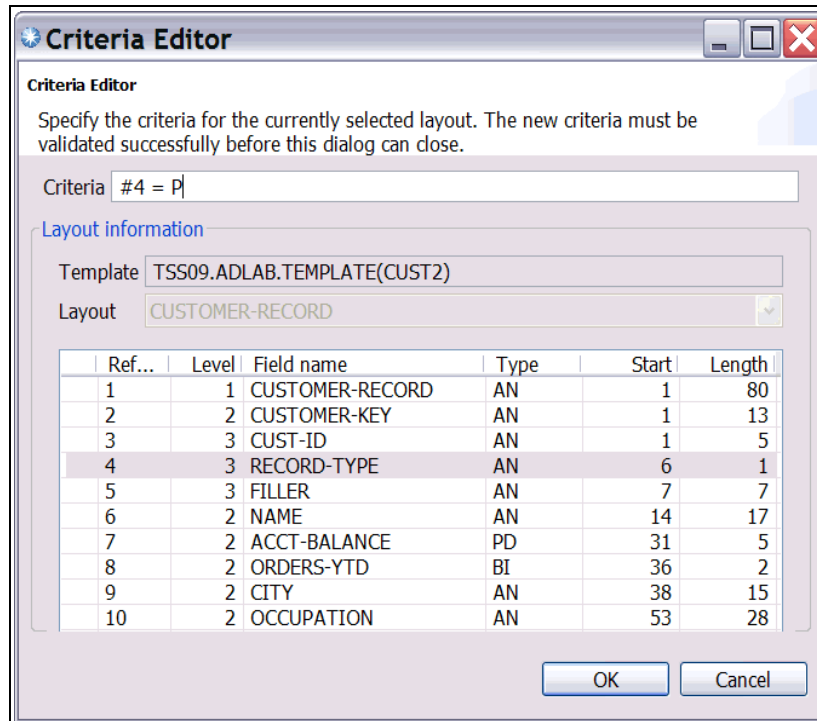 Criteria Editor
Criteria Editor
Specify the criteria for the currently selected layout. The new criteria must be
validated successfully before this dialog can close.
Criteria #4 = P
Layout information
Template TSS09.ADLAB.TEMPLATE(CUST2)
Layout CUSTOMER-RECORD
Ref... Level Field name Type Start Length
1 1 CUSTOMER-RECORD AN 1 80
2 2 CUSTOMER-KEY AN 1 13
3 3 CUST-ID AN 1 5
4 3 RECORD-TYPE AN 6 1
5 3 FILLER AN 7 7
6 2 NAME AN 14 17
7 2 ACCT-BALANCE PD 31 5
8 2 ORDERS-YTD BI 36 2
9 2 CITY AN 38 15
10 2 OCCUPATION AN 53 28
OK Cancel